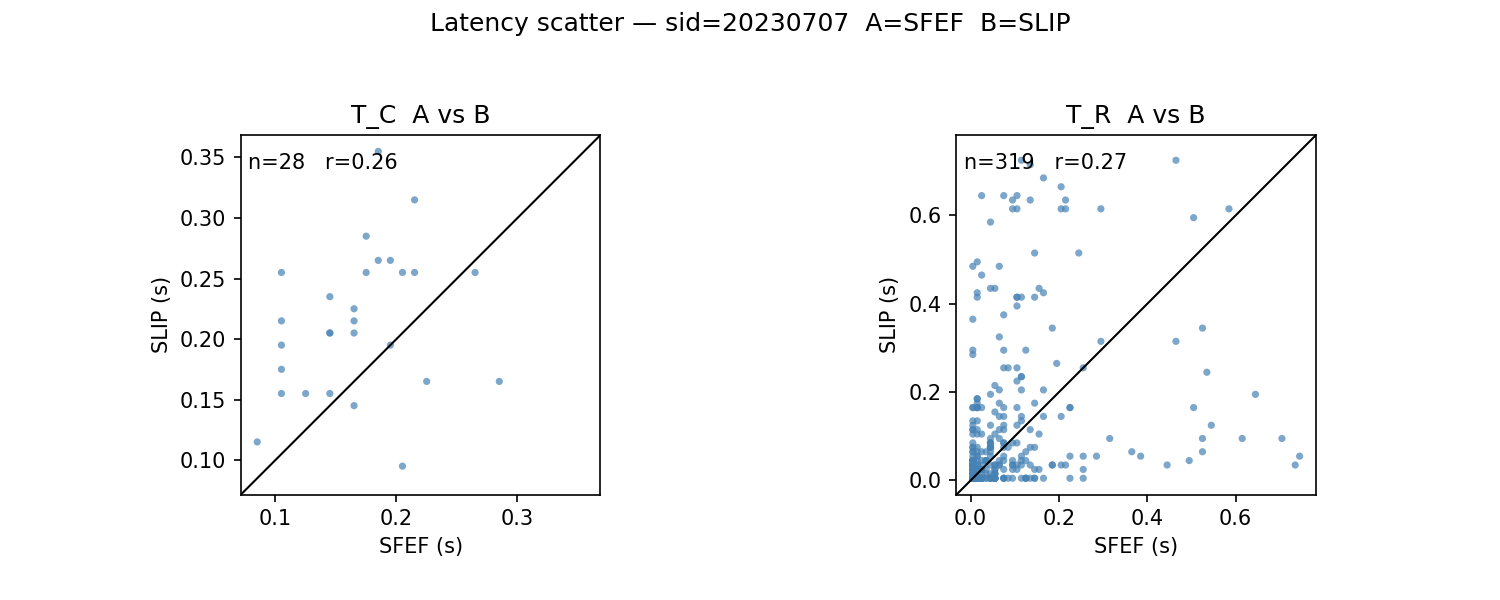 Latency scatter — sid=20230707  A=SFEF  B=SLIP
T_C  A vs B
n=28   r=0.26
0.35
0.30
0.25
0.20
0.15
0.10
SLIP (s)
0.1
0.2
0.3
SFEF (s)
T_R  A vs B
n=319   r=0.27
0.6
0.4
0.2
0.0
SLIP (s)
0.0
0.2
0.4
0.6
SFEF (s)